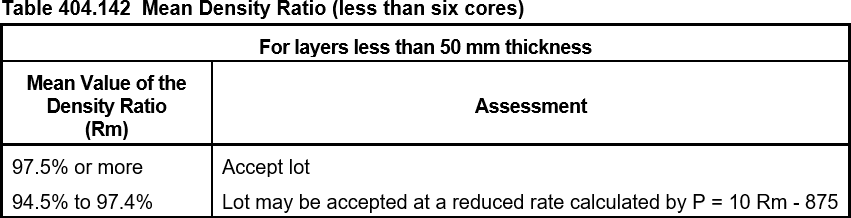 Table 404.142 Mean Density Ratio (less than six cores)
For layers less than 50 mm thickness
Mean Value of the
Density Ratio
(Rm)
Assessment
97.5% or more Accept lot
94.5% to 97.4% Lot may be accepted at a reduced rate calculated by P = 10 Rm - 875